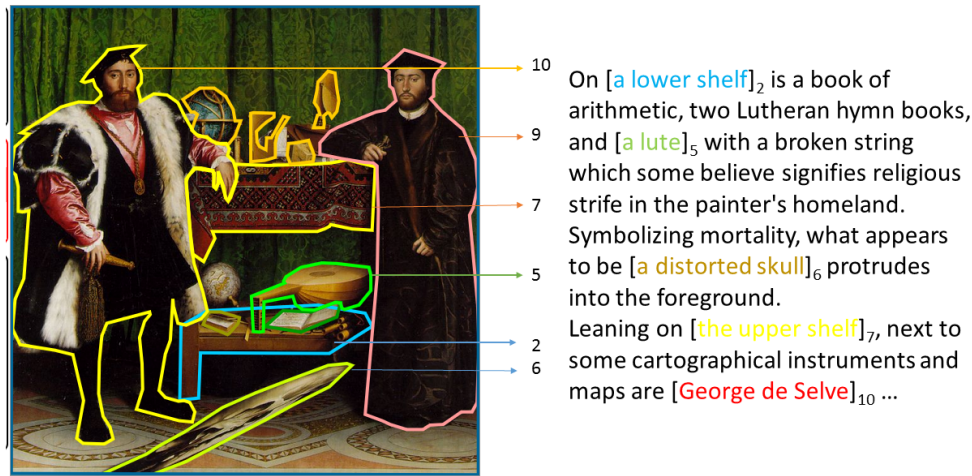 10
9
7
5
2
6
On [a lower shelf]2 is a book of
arithmetic, two Lutheran hymn books,
and [a lute]5 with a broken string
which some believe signifies religious
strife in the painter's homeland.
Symbolizing mortality, what appears
to be [a distorted skull]6 protrudes
into the foreground.
Leaning on [the upper shelf]7, next to
some cartographical instruments and
maps are [George de Selve]10 ...